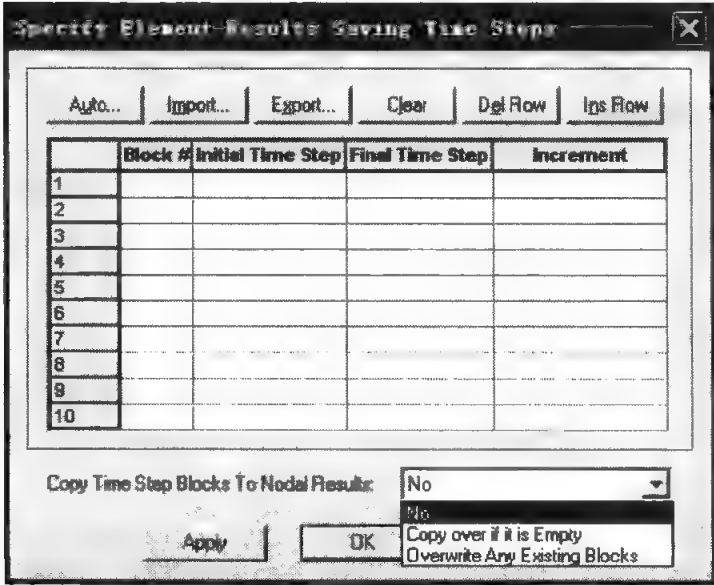 Specify Element Results Saving Time Steps
Auto... Import... Export... Clear Del Row Ins Row
Block # Initial Time Step Final Time Step Increment
1
2
3
4
5
6
7
8
9
10
Copy Time Step Blocks To Nodal Results: No
No
Apply OK Copy over if it is Empty
Overwrite Any Existing Blocks